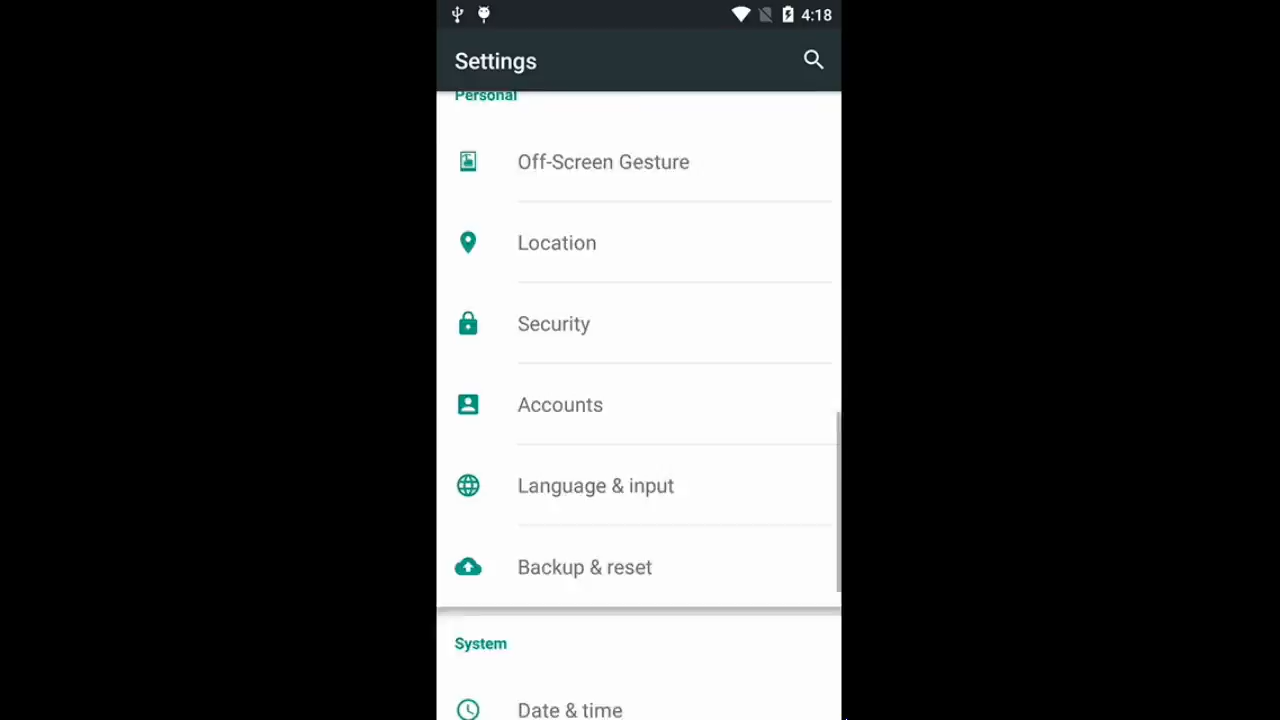 4:18
Settings
Personal
Off-Screen Gesture
Location
Security
Accounts
Language & input
Backup & reset
System
Date & time